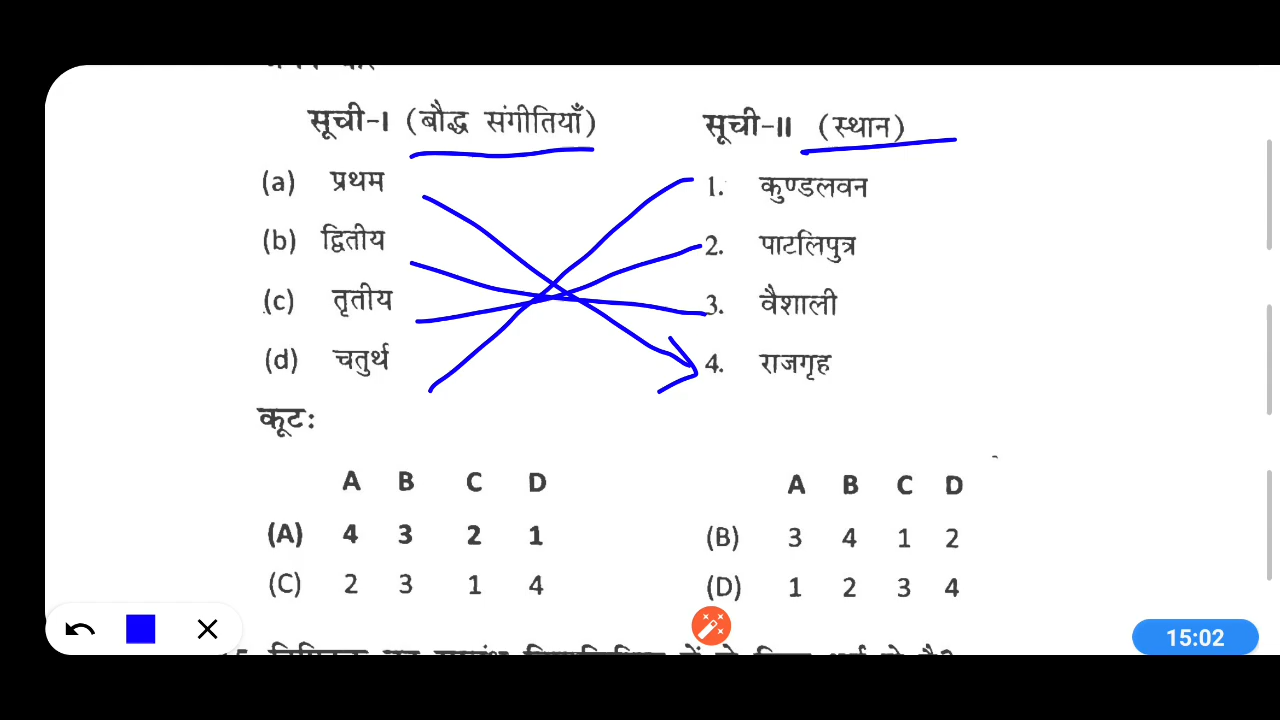 सूची-I (बौद्ध संगीतियाँ) सूची-II (स्थान)
(a) प्रथम 1. कुण्डलवन
(b) द्वितीय 2. पाटलिपुत्र
(c) तृतीय 3. वैशाली
(d) चतुर्थ 4. राजगृह
कूटः
A B C D A B C D
(A) 4 3 2 1 (B) 3 4 1 2
(C) 2 3 1 4 (D) 1 2 3 4
15:02